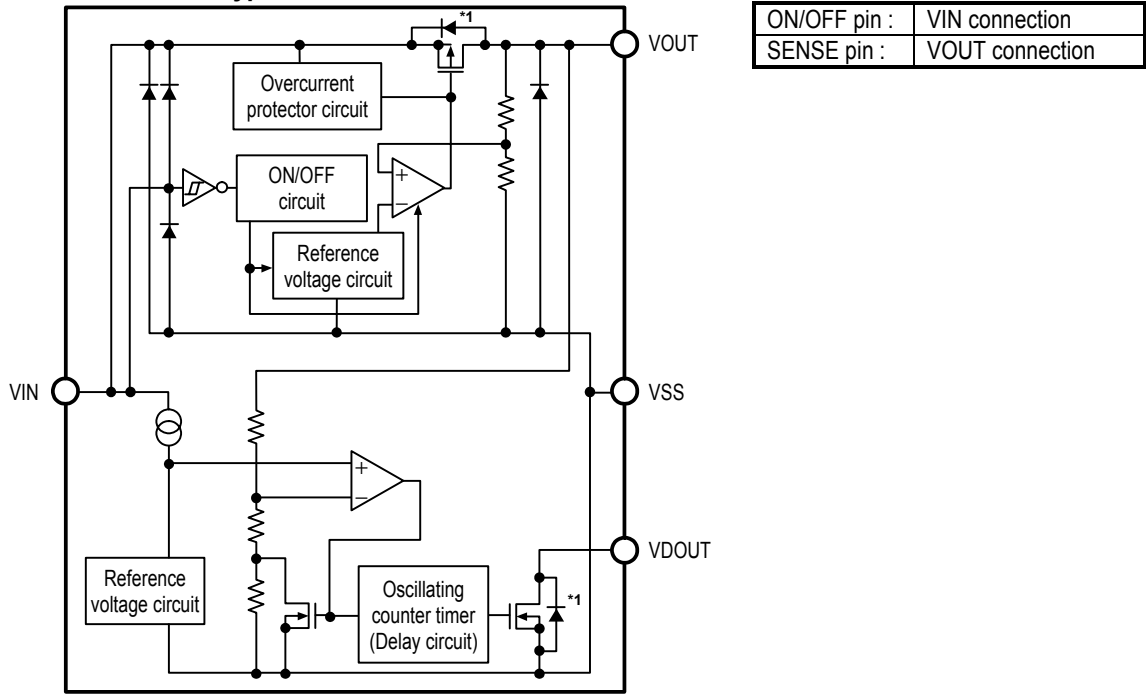 *1
ON/OFF pin : VIN connection
VOUT
SENSE pin : VOUT connection
Overcurrent
protector circuit
ON/OFF
circuit
+
−
Reference
voltage circuit
VIN
VSS
+
−
VDOUT
Reference
voltage circuit
Oscillating
counter timer
(Delay circuit)
*1